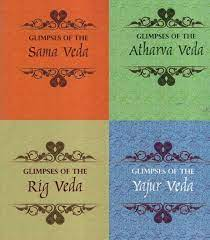 GLIMPSES OF THE
Sama Veda
GLIMPSES OF THE
Atharva Veda
GLIMPSES OF THE
Rig Veda
GLIMPSES OF THE
Yajur Veda